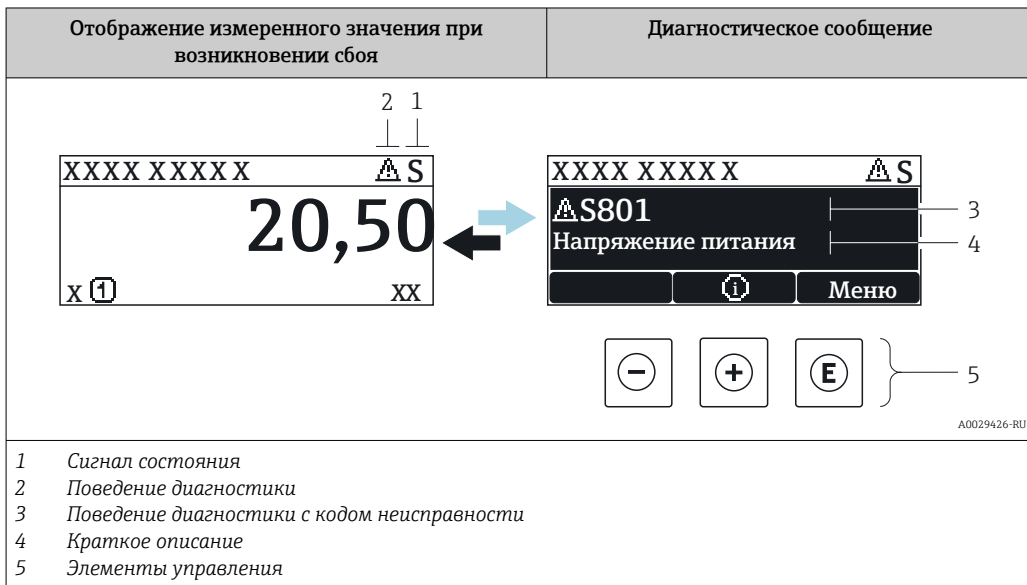 Отображение измеренного значения при
возникновении сбоя
Диагностическое сообщение
2 1
XXXX XXXXX S
20,50
X 1 XX
XXXX XXXXX S
S801
Напряжение питания
i Меню
3
4
- + E
5
A0029426-RU
1 Сигнал состояния
2 Поведение диагностики
3 Поведение диагностики с кодом неисправности
4 Краткое описание
5 Элементы управления